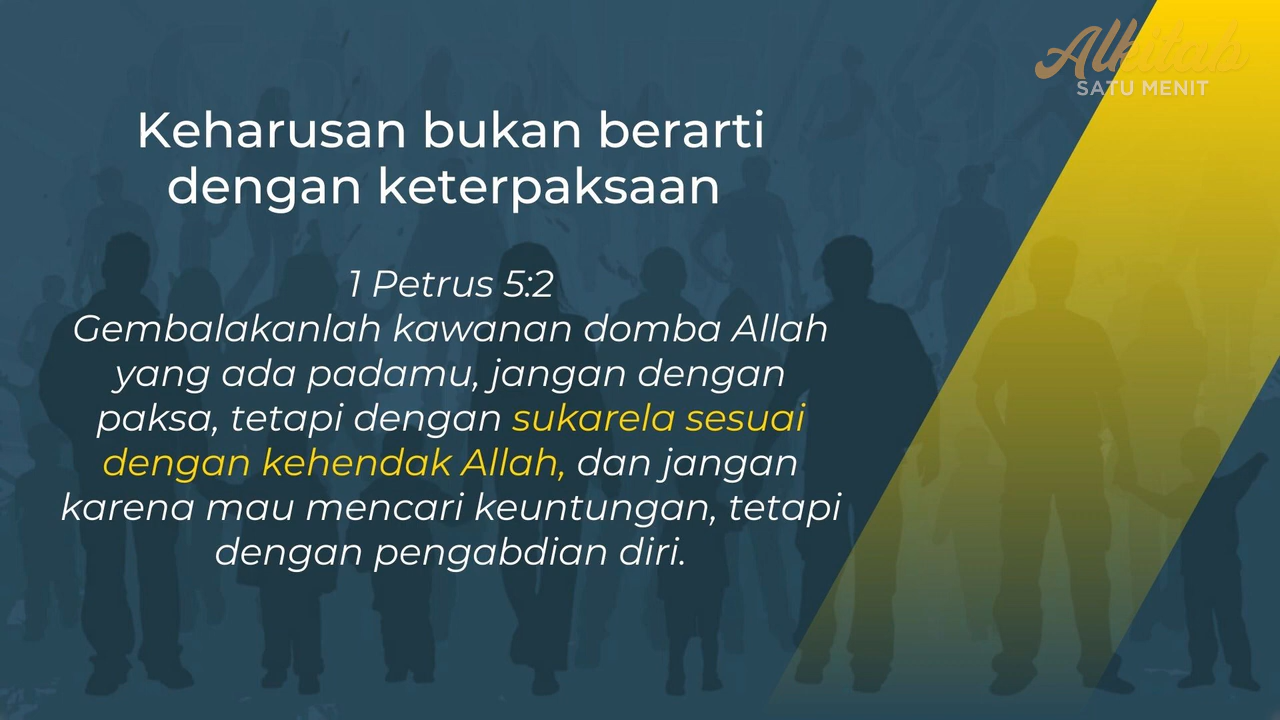 Alkitab
SATU MENIT
Keharusan bukan berarti
dengan keterpaksaan
1 Petrus 5:2
Gembalakanlah kawanan domba Allah
yang ada padamu, jangan dengan
paksa, tetapi dengan sukarela sesuai
dengan kehendak Allah, dan jangan
karena mau mencari keuntungan, tetapi
dengan pengabdian diri.